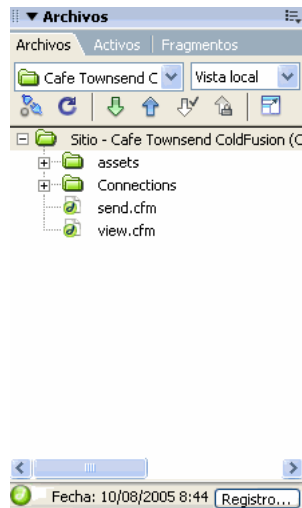 Archivos
Archivos Activos Fragmentos
Cafe Townsend C Vista local
Sitio - Cafe Townsend ColdFusion (C
assets
Connections
send.cfm
view.cfm
Fecha: 10/08/2005 8:44 Registro...